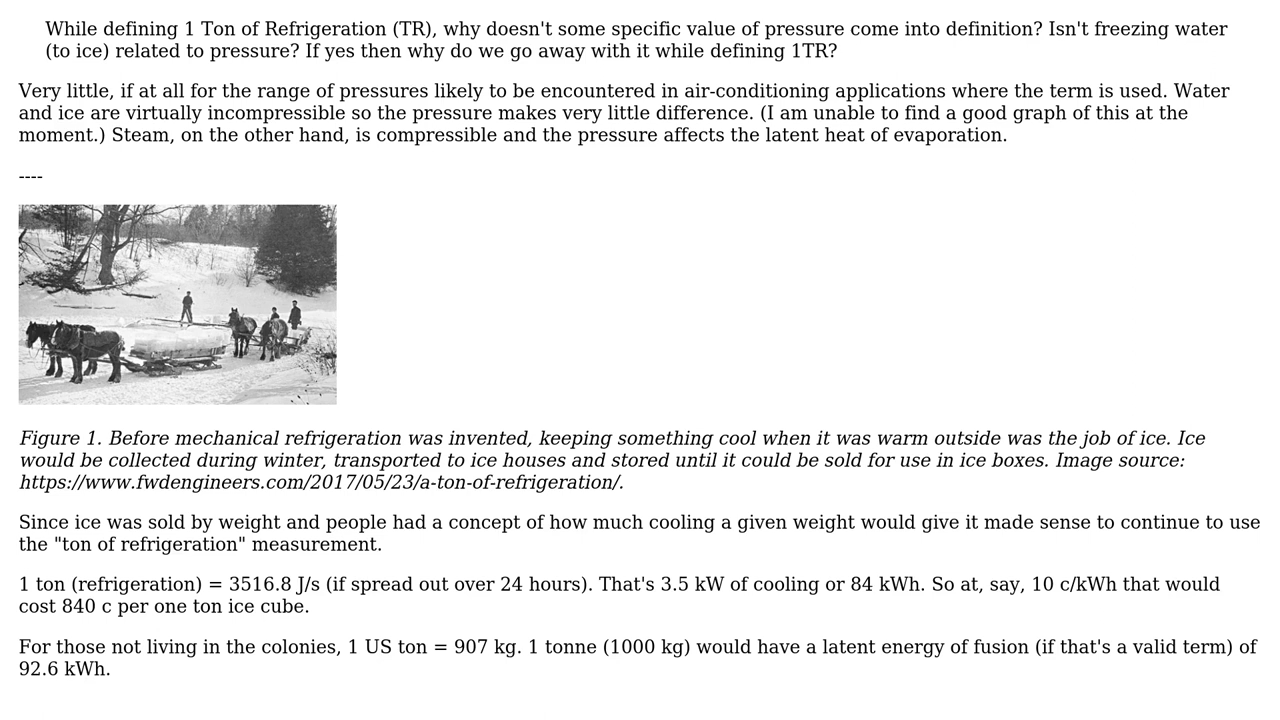 While defining 1 Ton of Refrigeration (TR), why doesn't some specific value of pressure come into definition? Isn't freezing water
(to ice) related to pressure? If yes then why do we go away with it while defining 1TR?
Very little, if at all for the range of pressures likely to be encountered in air-conditioning applications where the term is used. Water
and ice are virtually incompressible so the pressure makes very little difference. (I am unable to find a good graph of this at the
moment.) Steam, on the other hand, is compressible and the pressure affects the latent heat of evaporation.
----
Figure 1. Before mechanical refrigeration was invented, keeping something cool when it was warm outside was the job of ice. Ice
would be collected during winter, transported to ice houses and stored until it could be sold for use in ice boxes. Image source:
https://www.fwdengineers.com/2017/05/23/a-ton-of-refrigeration/.
Since ice was sold by weight and people had a concept of how much cooling a given weight would give it made sense to continue to use
the "ton of refrigeration" measurement.
1 ton (refrigeration) = 3516.8 J/s (if spread out over 24 hours). That's 3.5 kW of cooling or 84 kWh. So at, say, 10 c/kWh that would
cost 840 c per one ton ice cube.
For those not living in the colonies, 1 US ton = 907 kg. 1 tonne (1000 kg) would have a latent energy of fusion (if that's a valid term) of
92.6 kWh.